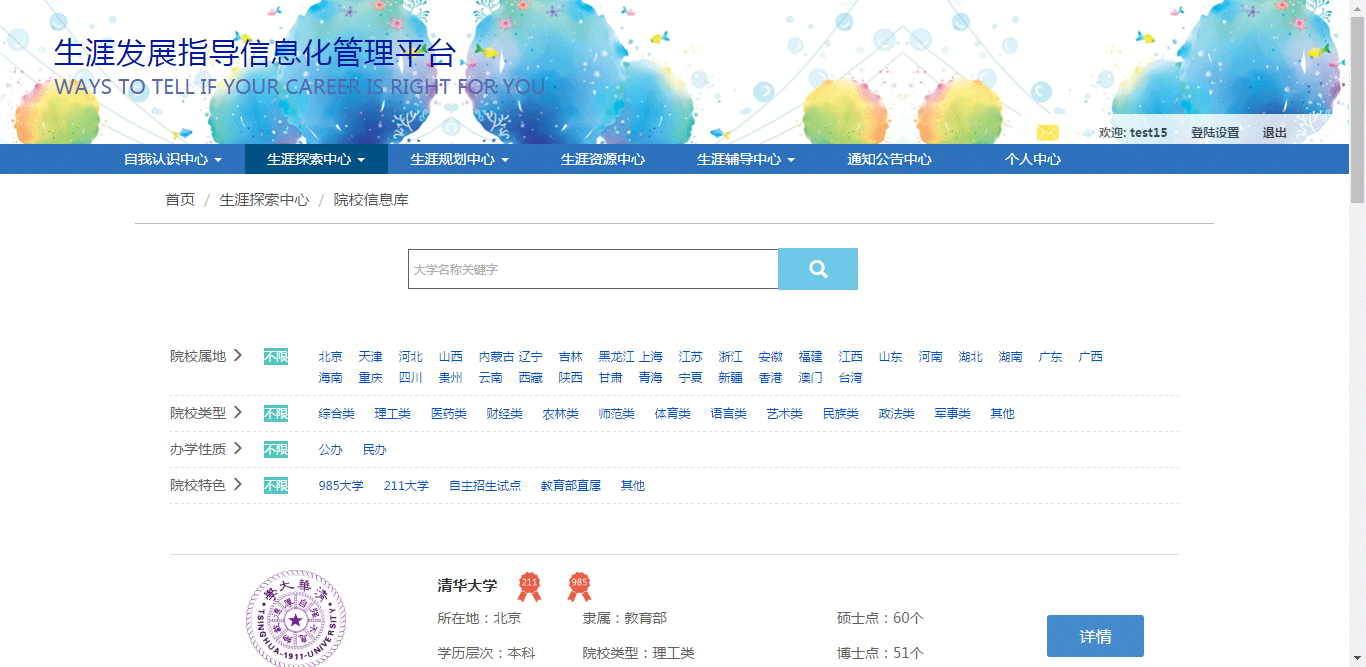 生涯发展指导信息化管理平台
WAYS TO TELL IF YOUR CAREER IS RIGHT FOR YOU
欢迎: test15 登陆设置 退出
自我认识中心 生涯探索中心 生涯规划中心 生涯资源中心 生涯辅导中心 通知公告中心 个人中心
首页 / 生涯探索中心 / 院校信息库
大学名称关键字
院校属地 不限 北京 天津 河北 山西 内蒙古 辽宁 吉林 黑龙江 上海 江苏 浙江 安徽 福建 江西 山东 河南 湖北 湖南 广东 广西
海南 重庆 四川 贵州 云南 西藏 陕西 甘肃 青海 宁夏 新疆 香港 澳门 台湾
院校类型 不限 综合类 理工类 医药类 财经类 农林类 师范类 体育类 语言类 艺术类 民族类 政法类 军事类 其他
办学性质 不限 公办 民办
院校特色 不限 985大学 211大学 自主招生试点 教育部直属 其他
清华大学 211 985
所在地：北京 隶属：教育部 硕士点：60个
学历层次：本科 院校类型：理工类 博士点：51个
详情
學大華清
自强不息
TSINGHUA-1911-UNIVERSITY